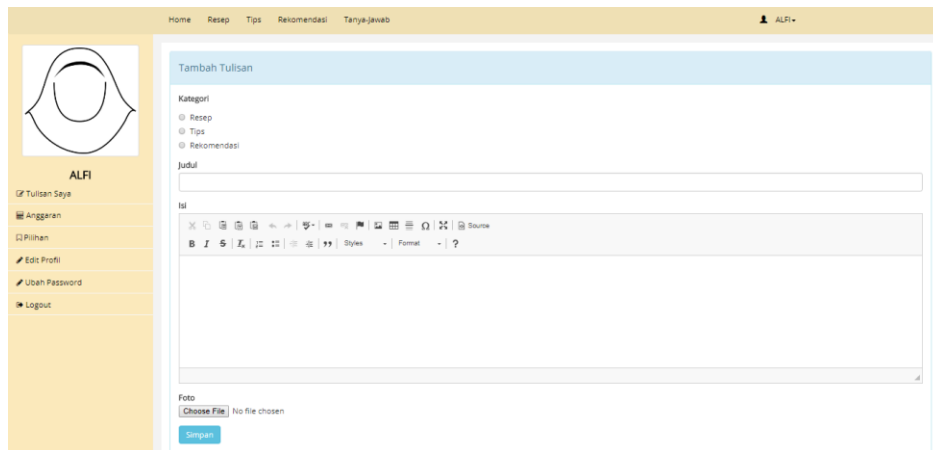 Home Resep Tips Rekomendasi Tanya-Jawab ALFI
ALFI
Tulisan Saya
Anggaran
Pilihan
Edit Profil
Ubah Password
Logout
Tambah Tulisan
Kategori
Resep
Tips
Rekomendasi
Judul
Isi
Source
B I S Ix Styles Format ?
Foto
Choose File No file chosen
Simpan